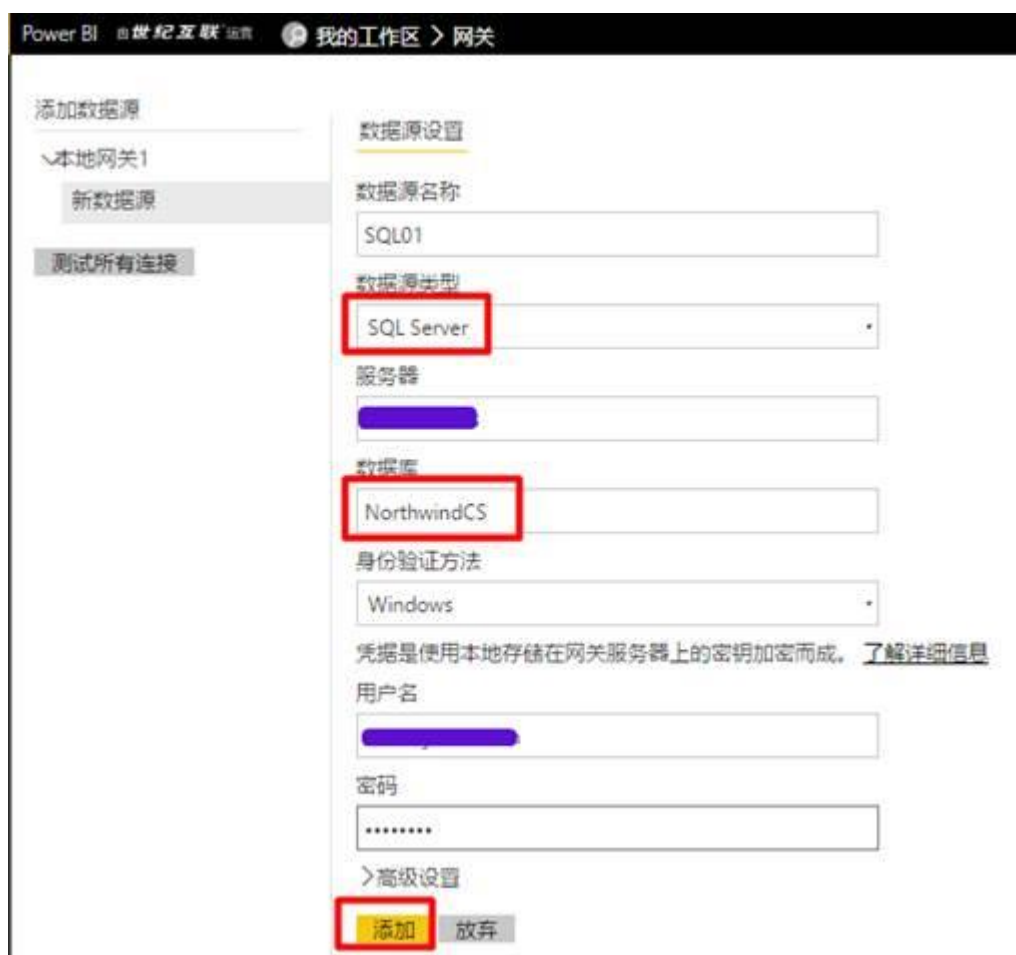 Power BI 由世纪互联运营 我的工作区 > 网关
添加数据源
本地网关1
新数据源
测试所有连接
数据源设置
数据源名称
SQL01
数据源类型
SQL Server
服务器
数据库
NorthwindCS
身份验证方法
Windows
凭据是使用本地存储在网关服务器上的密钥加密而成。 了解详细信息
用户名
密码
••••••••
>高级设置
添加 放弃